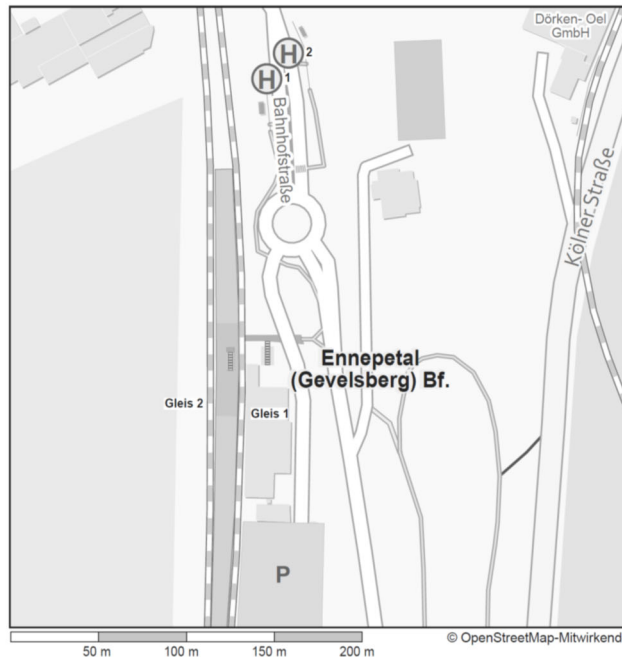 Dörken- Oel
GmbH
H 2
H 1
Bahnhofstraße
Kölner Straße
Ennepetal
(Gevelsberg) Bf.
Gleis 2
Gleis 1
P
50 m 100 m 150 m 200 m
© OpenStreetMap-Mitwirkend